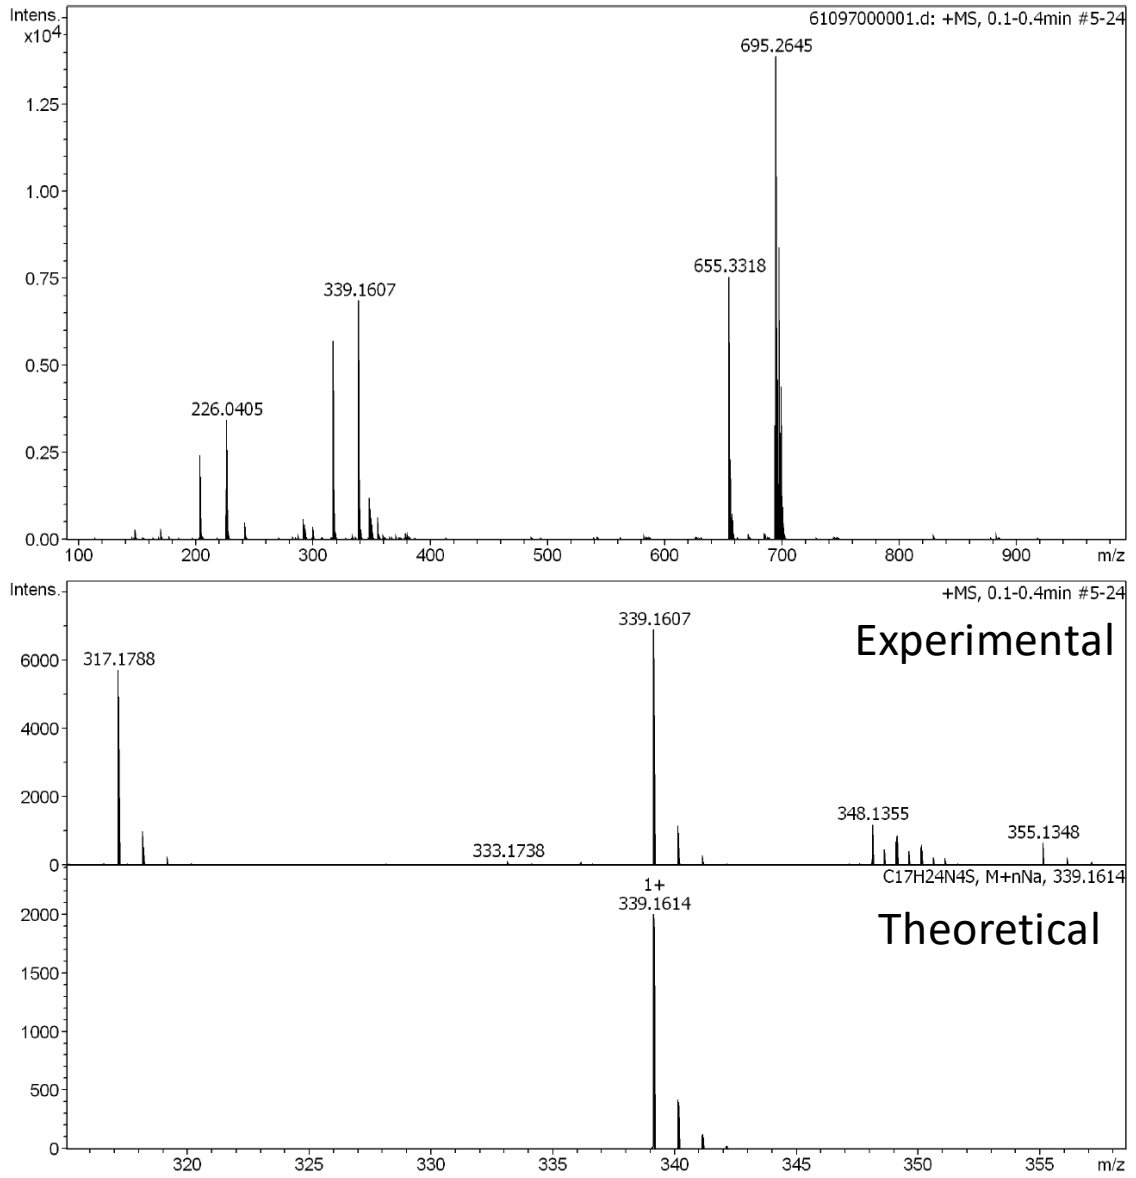 Intens.
x10⁴
61097000001.d: +MS, 0.1-0.4min #5-24
695.2645
1.25
1.00
0.75
655.3318
339.1607
0.50
226.0405
0.25
0.00
100 200 300 400 500 600 700 800 900 m/z
Intens.
+MS, 0.1-0.4min #5-24
Experimental
339.1607
317.1788
6000
4000
2000
348.1355
333.1738
355.1348
0
C17H24N4S, M+nNa, 339.1614
1+
339.1614
Theoretical
2000
1500
1000
500
0
320 325 330 335 340 345 350 355 m/z